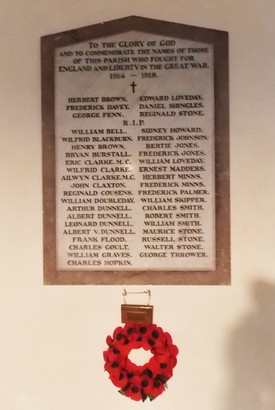 TO THE GLORY OF GOD
AND TO COMMEMORATE THE NAMES OF THOSE
OF THIS PARISH WHO FOUGHT FOR
ENGLAND AND LIBERTY IN THE GREAT WAR.
1914 – 1918.
HERBERT BROWN. EDWARD LOVEDAY.
FREDERICK DAVEY. DANIEL SHINGLES.
GEORGE FENN. REGINALD STONE.
R.I.P.
WILLIAM BELL. SIDNEY HOWARD.
WILFRID BLACKBURN. FREDERICK JOHNSON.
HENRY BROWN. BERTIE JONES.
BRYAN BURSTALL. FREDERICK JONES.
ERIC CLARKE. M.C. WILLIAM LOVEDAY.
WILFRID CLARKE. ERNEST MADDERS.
AILWYN CLARKE. M.C. HERBERT MINNS.
JOHN CLAXTON. FREDERICK MINNS.
REGINALD COUSENS. FREDERICK PALMER.
WILLIAM DOUBLEDAY. WILLIAM SKIPPER.
ARTHUR DUNNELL. CHARLES SMITH.
ALBERT DUNNELL. ROBERT SMITH.
LEONARD DUNNELL. WILLIAM SMITH.
ALBERT V. DUNNELL. MAURICE STONE.
FRANK FLOOD. RUSSELL STONE.
CHARLES GOULT. WALTER STONE.
WILLIAM GRAVES. GEORGE THROWER.
CHARLES HOPKIN.